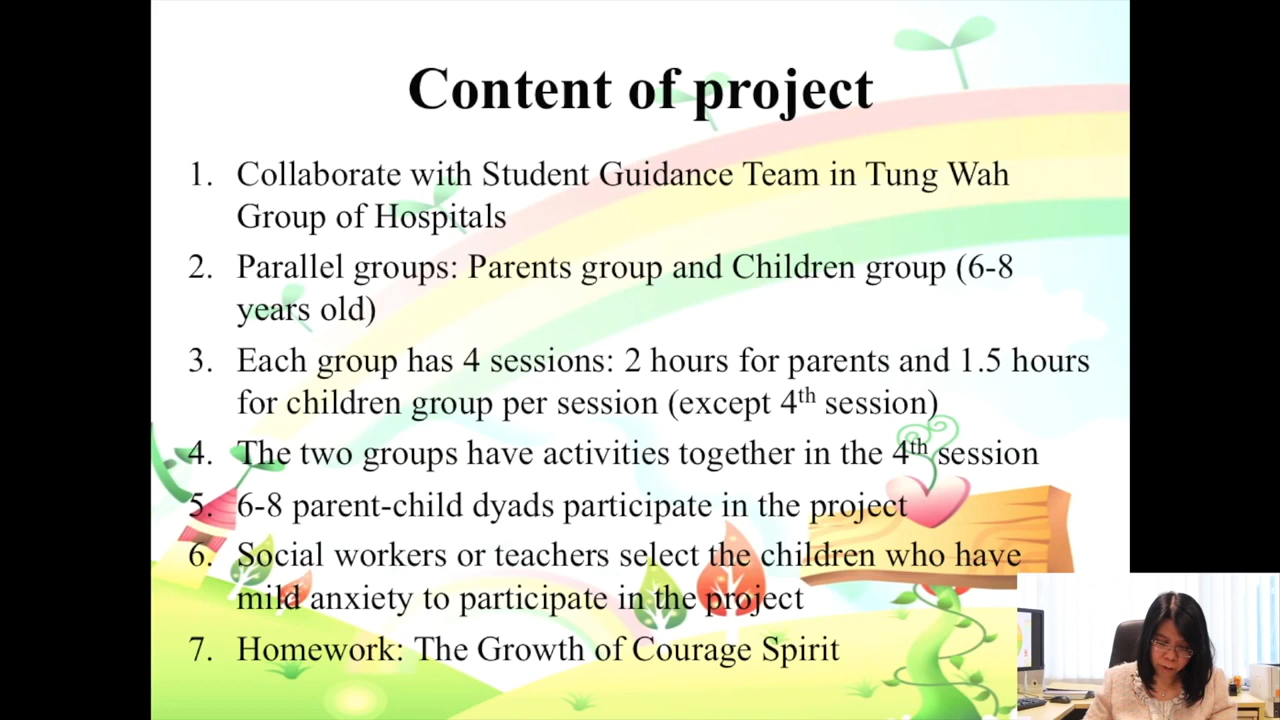 Content of project
1. Collaborate with Student Guidance Team in Tung Wah
Group of Hospitals
2. Parallel groups: Parents group and Children group (6-8
years old)
3. Each group has 4 sessions: 2 hours for parents and 1.5 hours
for children group per session (except 4th session)
4. The two groups have activities together in the 4th session
5. 6-8 parent-child dyads participate in the project
6. Social workers or teachers select the children who have
mild anxiety to participate in the project
7. Homework: The Growth of Courage Spirit